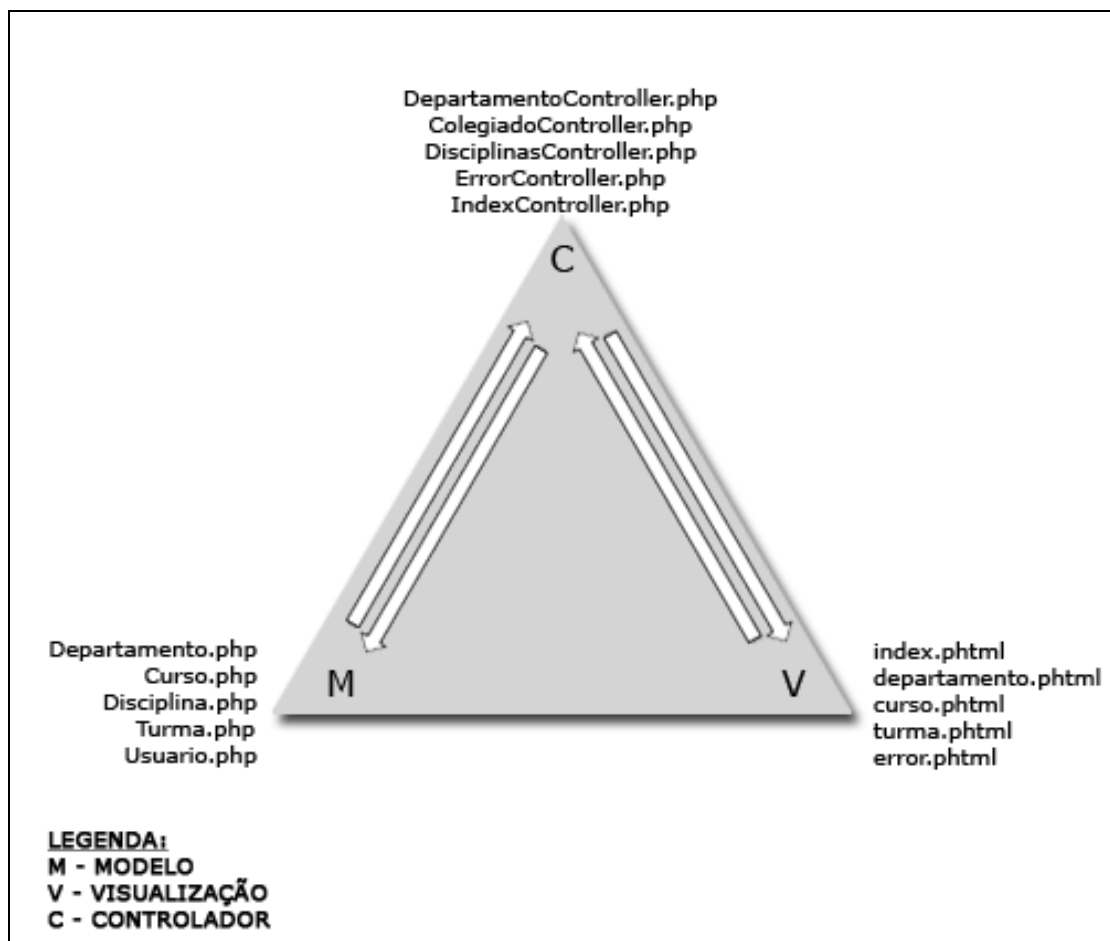 DepartamentoController.php
ColegiadoController.php
DisciplinasController.php
ErrorController.php
IndexController.php
C
Departamento.php
Curso.php
Disciplina.php
Turma.php
Usuario.php
M
V
index.phtml
departamento.phtml
curso.phtml
turma.phtml
error.phtml
LEGENDA:
M - MODELO
V - VISUALIZAÇÃO
C - CONTROLADOR